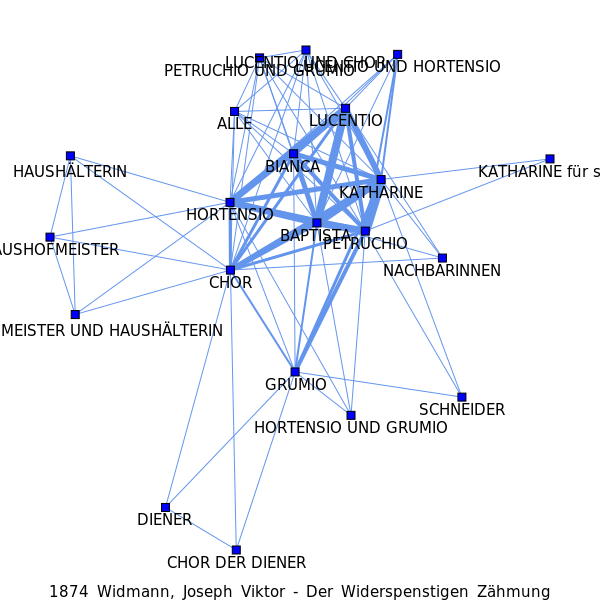 LUCENTIO UND CHOR
LUCENTIO UND HORTENSIO
PETRUCHIO UND GRUMIO
ALLE
LUCENTIO
BIANCA
HAUSHÄLTERIN
KATHARINE für s
KATHARINE
HORTENSIO
BAPTISTA
PETRUCHIO
AUSHOFMEISTER
NACHBARINNEN
CHOR
MEISTER UND HAUSHÄLTERIN
GRUMIO
SCHNEIDER
HORTENSIO UND GRUMIO
DIENER
CHOR DER DIENER
1874 Widmann, Joseph Viktor - Der Widerspenstigen Zähmung